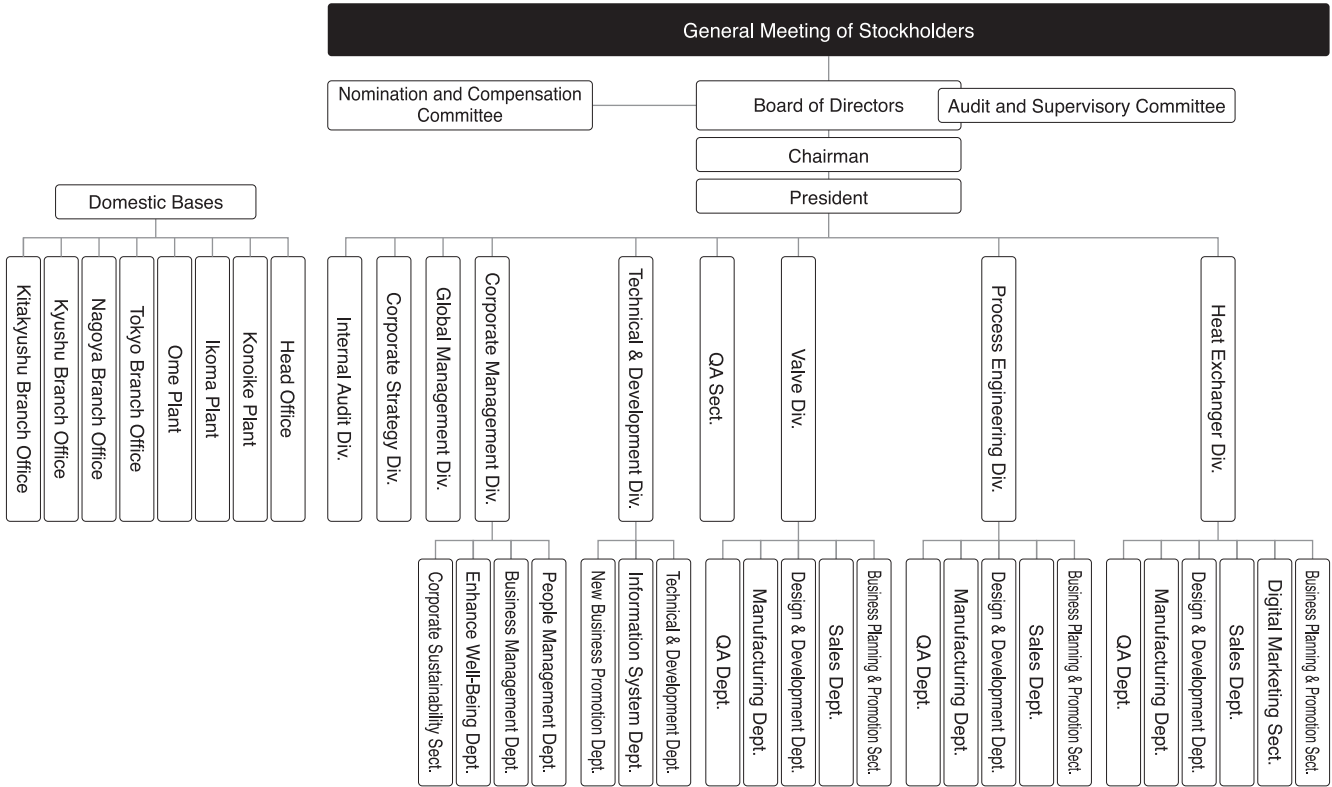 General Meeting of Stockholders
Nomination and Compensation
Committee
Board of Directors
Audit and Supervisory Committee
Chairman
President
Domestic Bases
Kitakyushu Branch Office
Kyushu Branch Office
Nagoya Branch Office
Tokyo Branch Office
Ome Plant
Ikoma Plant
Konoike Plant
Head Office
Internal Audit Div.
Corporate Strategy Div.
Global Management Div.
Corporate Management Div.
Technical & Development Div.
QA Sect.
Valve Div.
Process Engineering Div.
Heat Exchanger Div.
Corporate Sustainability Sect.
Enhance Well-Being Dept.
Business Management Dept.
People Management Dept.
New Business Promotion Dept.
Information System Dept.
Technical & Development Dept.
QA Dept.
Manufacturing Dept.
Design & Development Dept.
Sales Dept.
Business Planning & Promotion Sect.
QA Dept.
Manufacturing Dept.
Design & Development Dept.
Sales Dept.
Business Planning & Promotion Sect.
QA Dept.
Manufacturing Dept.
Design & Development Dept.
Sales Dept.
Digital Marketing Sect.
Business Planning & Promotion Sect.